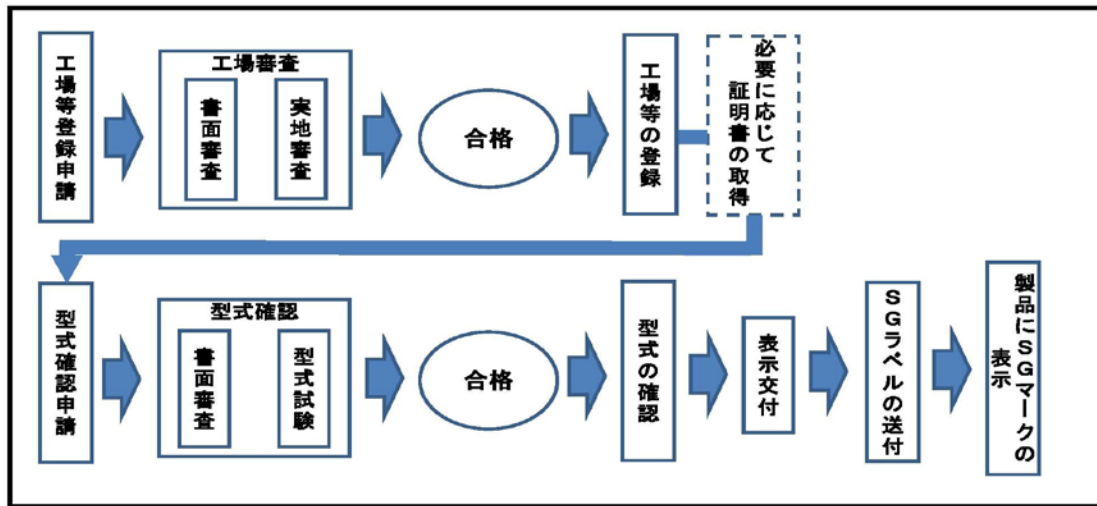 工場等登録申請
工場審査
書面審査
実地審査
合格
工場等の登録
必要に応じて
証明書の取得
型式確認申請
型式確認
書面審査
型式試験
合格
型式の確認
表示交付
SGラベルの送付
製品にSGマークの
表示